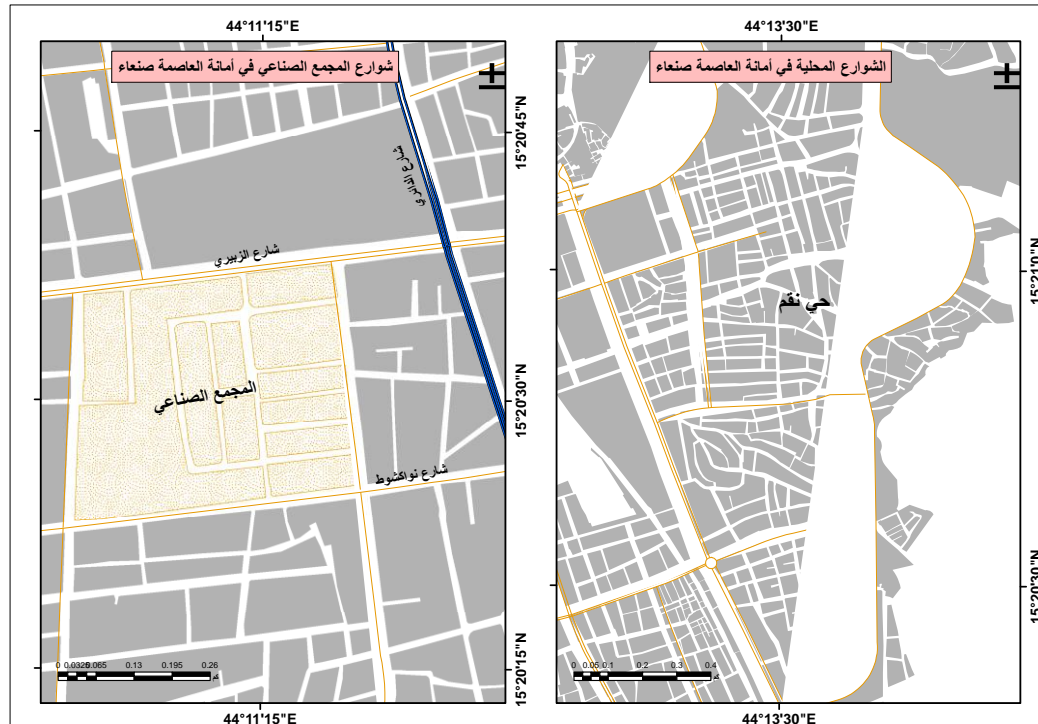 44°11'15"E
شوارع المجمع الصناعي في أمانة العاصمة صنعاء
15°20'45"N
شارع الدائري
شارع الزبيري
المجمع الصناعي
15°20'30"N
شارع نواكشوط
15°20'15"N
0 0.0325 0.065 0.13 0.195 0.26
كم
44°11'15"E
44°13'30"E
الشوارع المحلية في أمانة العاصمة صنعاء
15°21'0"N
حي نقم
15°20'30"N
0 0.05 0.1 0.2 0.3 0.4
كم
44°13'30"E